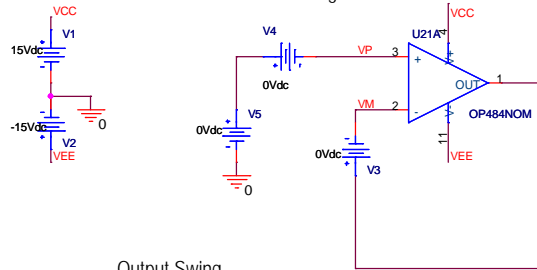 VCC
V1
15Vdc
0
-15Vdc
V2
VEE
V4
0Vdc
V5
0Vdc
0
VP
VM
0Vdc
V3
VCC
U21A
4
V+
3
+
OUT
1
2
-
V-
OP484NOM
11
VEE
Output Swing